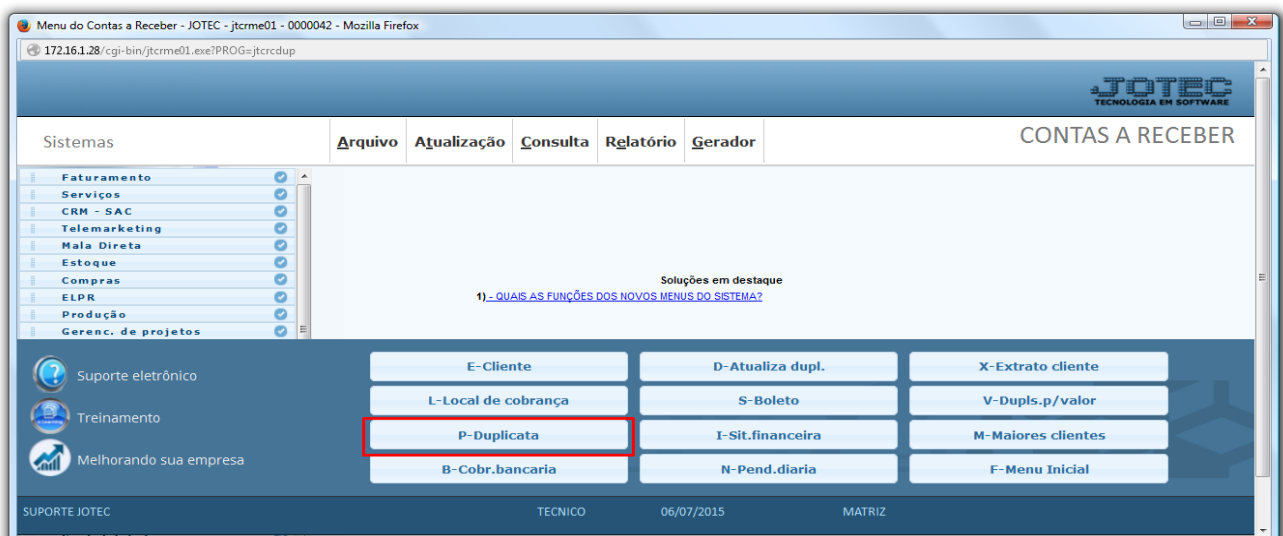 Menu do Contas a Receber - JOTEC - jtcrme01 - 0000042 - Mozilla Firefox
172.16.1.28/cgi-bin/jtcrme01.exe?PROG=jtcrcdup
JOTEC
TECNOLOGIA EM SOFTWARE
Sistemas
Arquivo Atualização Consulta Relatório Gerador
CONTAS A RECEBER
Faturamento
Serviços
CRM - SAC
Telemarketing
Mala Direta
Estoque
Compras
ELPR
Produção
Gerenc. de projetos
Soluções em destaque
1) - QUAIS AS FUNÇÕES DOS NOVOS MENUS DO SISTEMA?
Suporte eletrônico
Treinamento
Melhorando sua empresa
E-Cliente D-Atualiza dupl. X-Extrato cliente
L-Local de cobrança S-Boleto V-Dupls.p/valor
P-Duplicata I-Sit.financeira M-Maiores clientes
B-Cobr.bancaria N-Pend.diaria F-Menu Inicial
SUPORTE JOTEC TECNICO 06/07/2015 MATRIZ